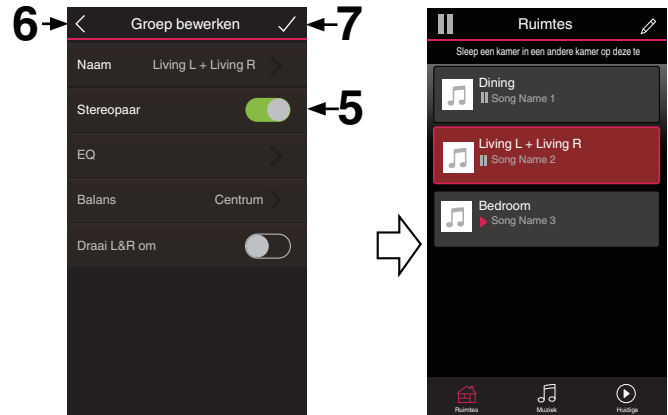 6
Groep bewerken
7
Naam Living L + Living R
Stereopaar
5
EQ
Balans Centrum
Draai L&R om
Ruimtes
Sleep een kamer in een andere kamer op deze te
Dining
Song Name 1
Living L + Living R
Song Name 2
Bedroom
Song Name 3
Ruimtes Muziek Huidige